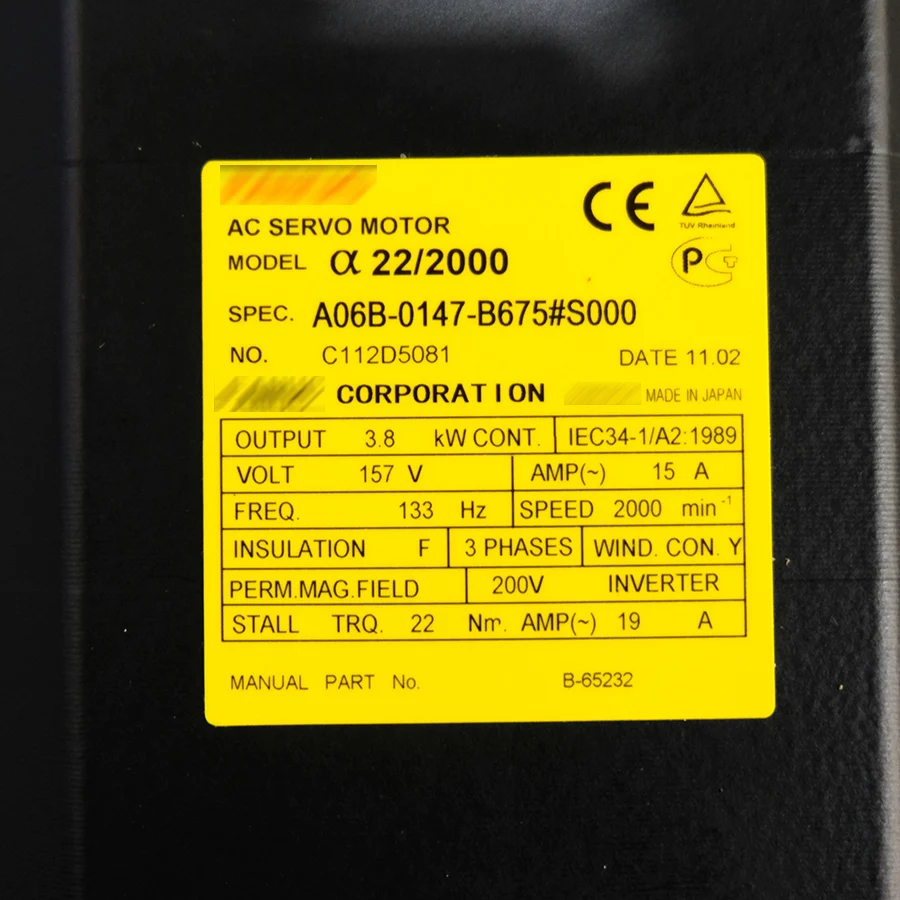 CE
TÜV Rheinland
AC SERVO MOTOR
MODEL α 22/2000
SPEC. A06B-0147-B675#S000
NO. C112D5081 DATE 11.02
CORPORATION MADE IN JAPAN
OUTPUT 3.8 kW CONT. IEC34-1/A2:1989
VOLT 157 V AMP(~) 15 A
FREQ. 133 Hz SPEED 2000 min⁻¹
INSULATION F 3 PHASES WIND. CON. Y
PERM.MAG.FIELD 200V INVERTER
STALL TRQ. 22 Nm. AMP(~) 19 A
MANUAL PART No. B-65232